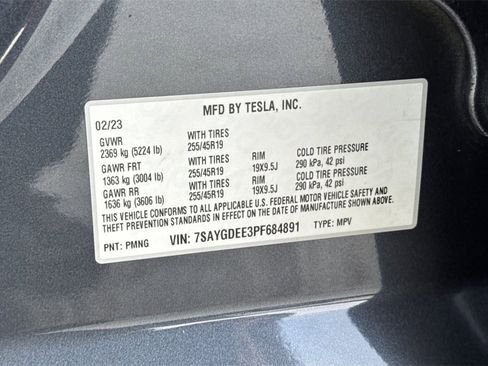 MFD BY TESLA, INC.
02/23
GVWR WITH TIRES
2369 kg (5224 lb) 255/45R19
GAWR FRT WITH TIRES RIM COLD TIRE PRESSURE
1363 kg (3004 lb) 255/45R19 19X9.5J 290 kPa, 42 psi
GAWR RR WITH TIRES RIM COLD TIRE PRESSURE
1636 kg (3606 lb) 255/45R19 19X9.5J 290 kPa, 42 psi
THIS VEHICLE CONFORMS TO ALL APPLICABLE U.S. FEDERAL MOTOR VEHICLE SAFETY AND
THEFT PREVENTION STANDARDS IN EFFECT ON THE DATE OF MANUFACTURE SHOWN ABOVE.
PNT: PMNG VIN: 7SAYGDEE3PF684891 TYPE: MPV